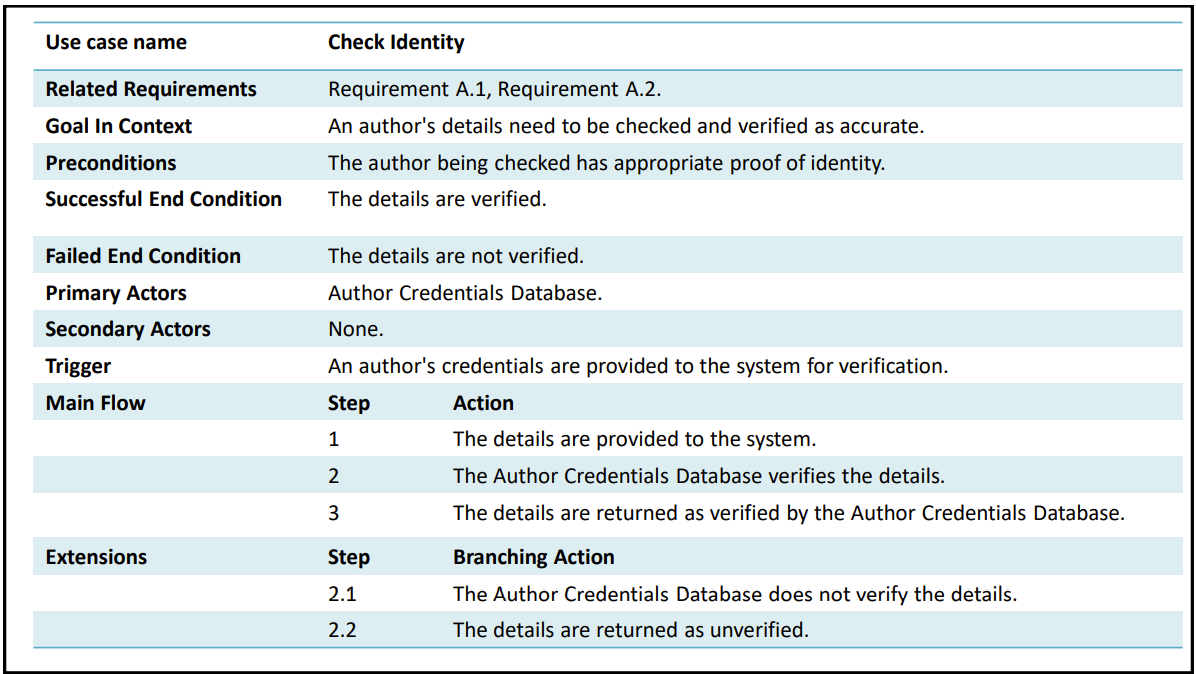 Use case name Check Identity
Related Requirements Requirement A.1, Requirement A.2.
Goal In Context An author's details need to be checked and verified as accurate.
Preconditions The author being checked has appropriate proof of identity.
Successful End Condition The details are verified.
Failed End Condition The details are not verified.
Primary Actors Author Credentials Database.
Secondary Actors None.
Trigger An author's credentials are provided to the system for verification.
Main Flow Step Action
1 The details are provided to the system.
2 The Author Credentials Database verifies the details.
3 The details are returned as verified by the Author Credentials Database.
Extensions Step Branching Action
2.1 The Author Credentials Database does not verify the details.
2.2 The details are returned as unverified.